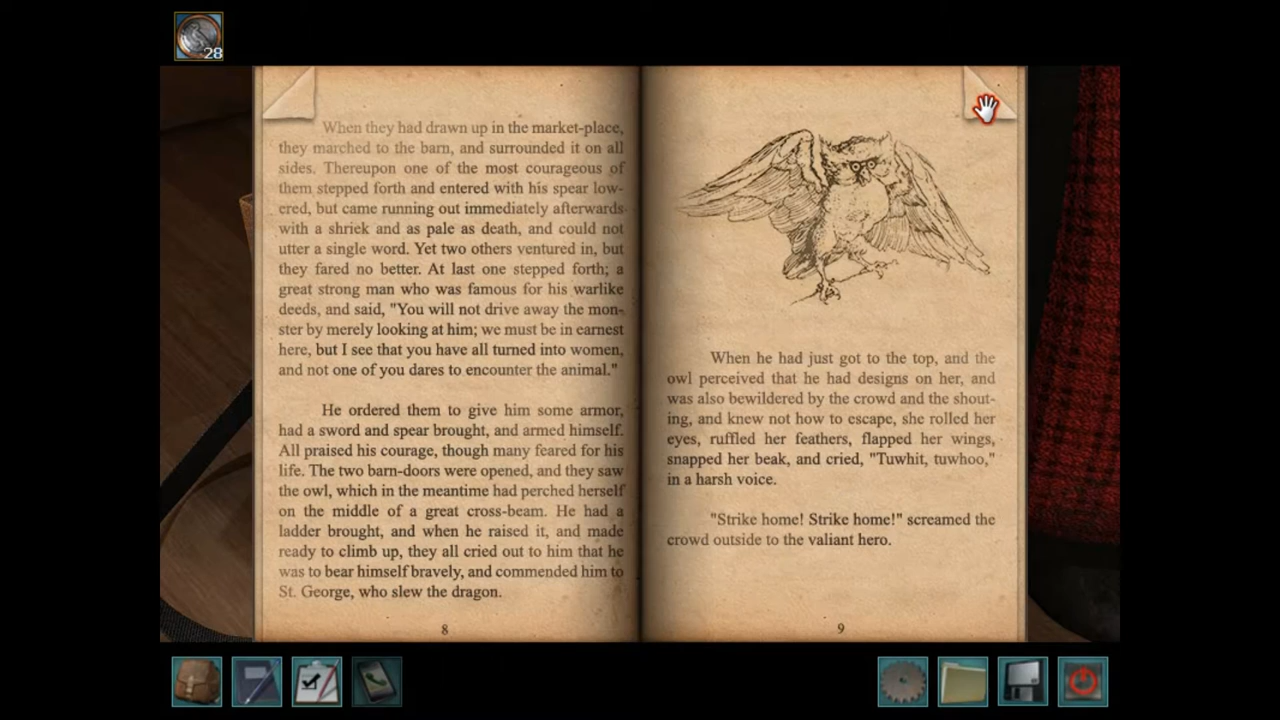 28
When they had drawn up in the market-place,
they marched to the barn, and surrounded it on all
sides. Thereupon one of the most courageous of
them stepped forth and entered with his spear low-
ered, but came running out immediately afterwards
with a shriek and as pale as death, and could not
utter a single word. Yet two others ventured in, but
they fared no better. At last one stepped forth; a
great strong man who was famous for his warlike
deeds, and said, "You will not drive away the mon-
ster by merely looking at him; we must be in earnest
here, but I see that you have all turned into women,
and not one of you dares to encounter the animal."
He ordered them to give him some armor,
had a sword and spear brought, and armed himself.
All praised his courage, though many feared for his
life. The two barn-doors were opened, and they saw
the owl, which in the meantime had perched herself
on the middle of a great cross-beam. He had a
ladder brought, and when he raised it, and made
ready to climb up, they all cried out to him that he
was to bear himself bravely, and commended him to
St. George, who slew the dragon.
8
When he had just got to the top, and the
owl perceived that he had designs on her, and
was also bewildered by the crowd and the shout-
ing, and knew not how to escape, she rolled her
eyes, ruffled her feathers, flapped her wings,
snapped her beak, and cried, "Tuwhit, tuwhoo,"
in a harsh voice.
"Strike home! Strike home!" screamed the
crowd outside to the valiant hero.
9